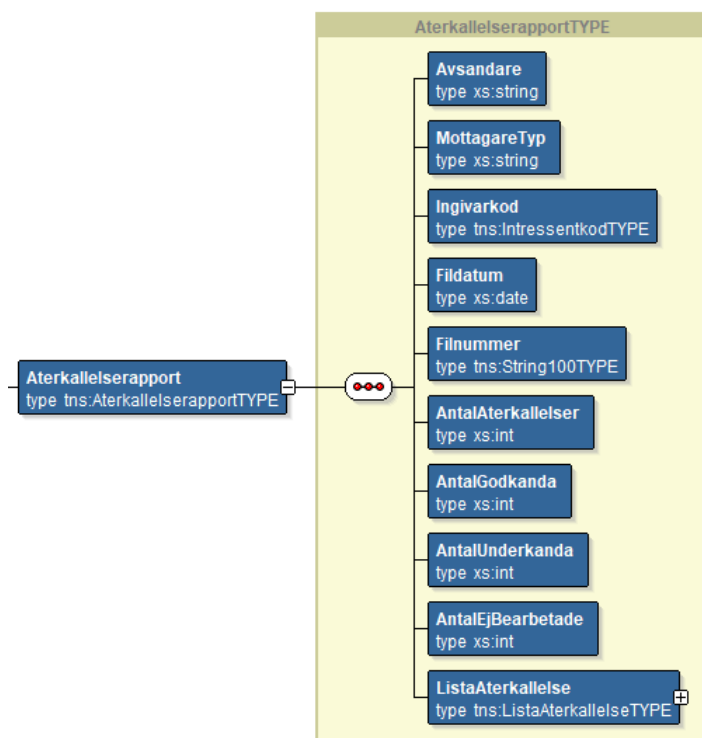 AterkallelserapportTYPE
Avsandare
type xs:string
MottagareTyp
type xs:string
Ingivarkod
type tns:IntressentkodTYPE
Fildatum
type xs:date
Filnummer
type tns:String100TYPE
Aterkallelserapport
type tns:AterkallelserapportTYPE
AntalAterkallelser
type xs:int
AntalGodkanda
type xs:int
AntalUnderkanda
type xs:int
AntalEjBearbetade
type xs:int
ListaAterkallelse
type tns:ListaAterkallelseTYPE